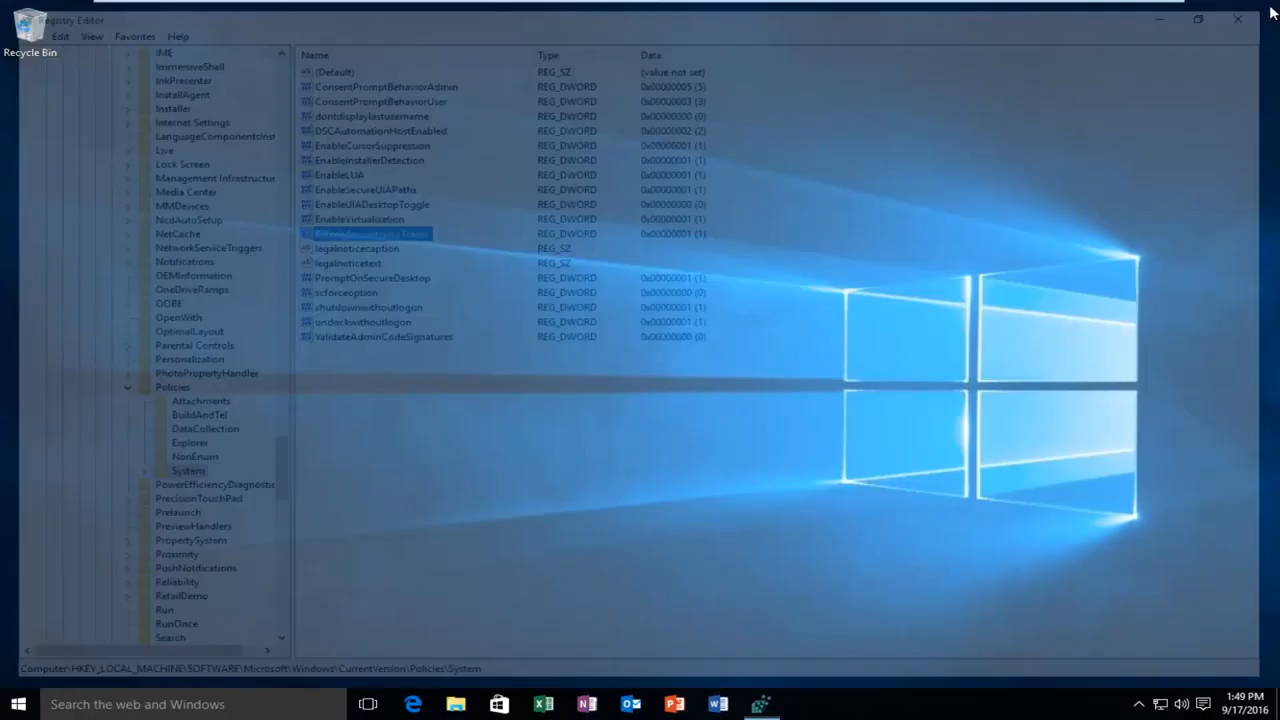 Registry Editor
Recycle Bin
Edit View Favorites Help
IME
ImmersiveShell
InkPresenter
InstallAgent
Installer
Internet Settings
LanguageComponentsInst
Live
Lock Screen
Management Infrastructur
Media Center
MMDevices
NcdAutoSetup
NetCache
NetworkServiceTriggers
Notifications
OEMInformation
OneDriveRamps
OOBE
OpenWith
OptimalLayout
Parental Controls
Personalization
PhotoPropertyHandler
Policies
Attachments
BuildAndTel
DataCollection
Explorer
NonEnum
System
PowerEfficiencyDiagnostic
PrecisionTouchPad
Prelaunch
PreviewHandlers
PropertySystem
Proximity
PushNotifications
Reliability
RetailDemo
Run
RunOnce
Search
Name Type Data
(Default) REG_SZ (value not set)
ConsentPromptBehaviorAdmin REG_DWORD 0x00000005 (5)
ConsentPromptBehaviorUser REG_DWORD 0x00000003 (3)
dontdisplaylastusername REG_DWORD 0x00000000 (0)
DSCAutomationHostEnabled REG_DWORD 0x00000002 (2)
EnableCursorSuppression REG_DWORD 0x00000001 (1)
EnableInstallerDetection REG_DWORD 0x00000001 (1)
EnableLUA REG_DWORD 0x00000001 (1)
EnableSecureUIAPaths REG_DWORD 0x00000001 (1)
EnableUIADesktopToggle REG_DWORD 0x00000000 (0)
EnableVirtualization REG_DWORD 0x00000001 (1)
REG_DWORD 0x00000001 (1)
legalnoticecaption REG_SZ
legalnoticetext REG_SZ
PromptOnSecureDesktop REG_DWORD 0x00000001 (1)
scforceoption REG_DWORD 0x00000000 (0)
shutdownwithoutlogon REG_DWORD 0x00000001 (1)
undockwithoutlogon REG_DWORD 0x00000001 (1)
ValidateAdminCodeSignatures REG_DWORD 0x00000000 (0)
Computer\HKEY_LOCAL_MACHINE\SOFTWARE\Microsoft\Windows\CurrentVersion\Policies\System
Search the web and Windows
1:49 PM
9/17/2016